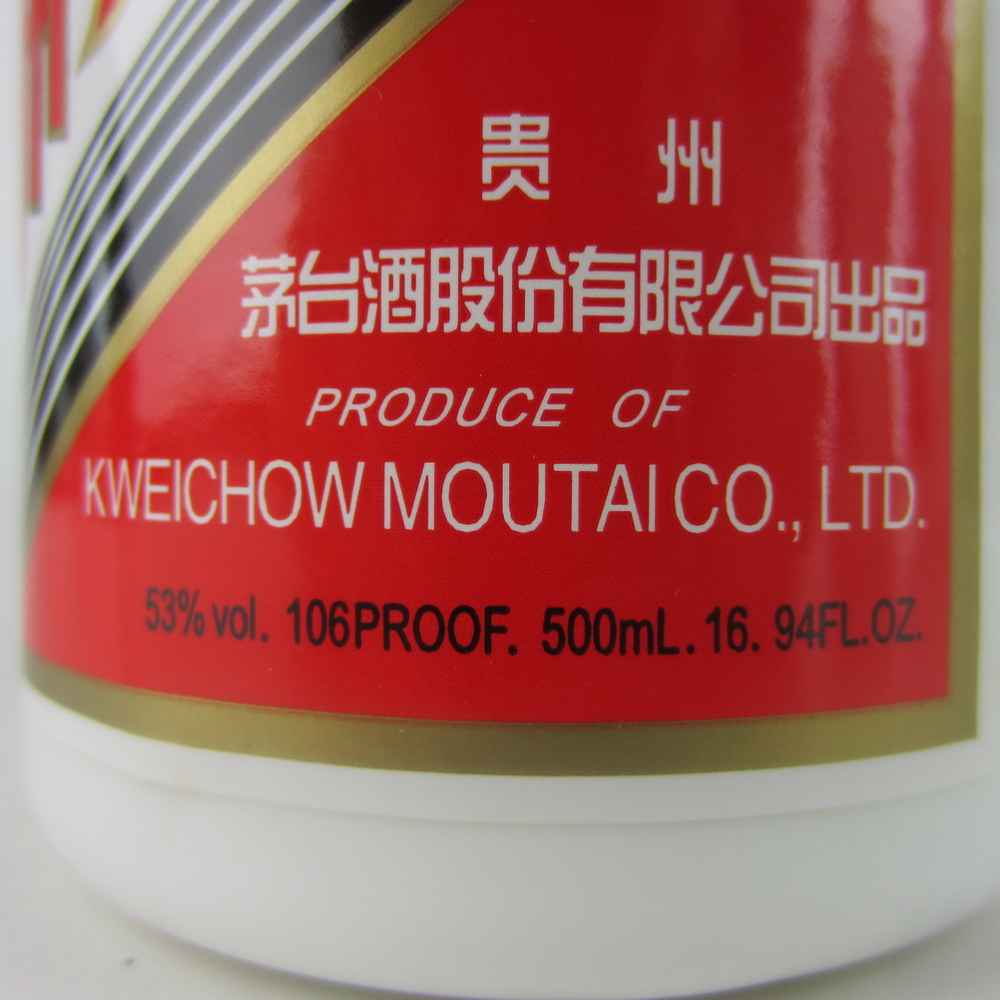 贵 州
茅台酒股份有限公司出品
PRODUCE OF
KWEICHOW MOUTAI CO., LTD.
53% vol. 106PROOF. 500mL. 16. 94FL.OZ.